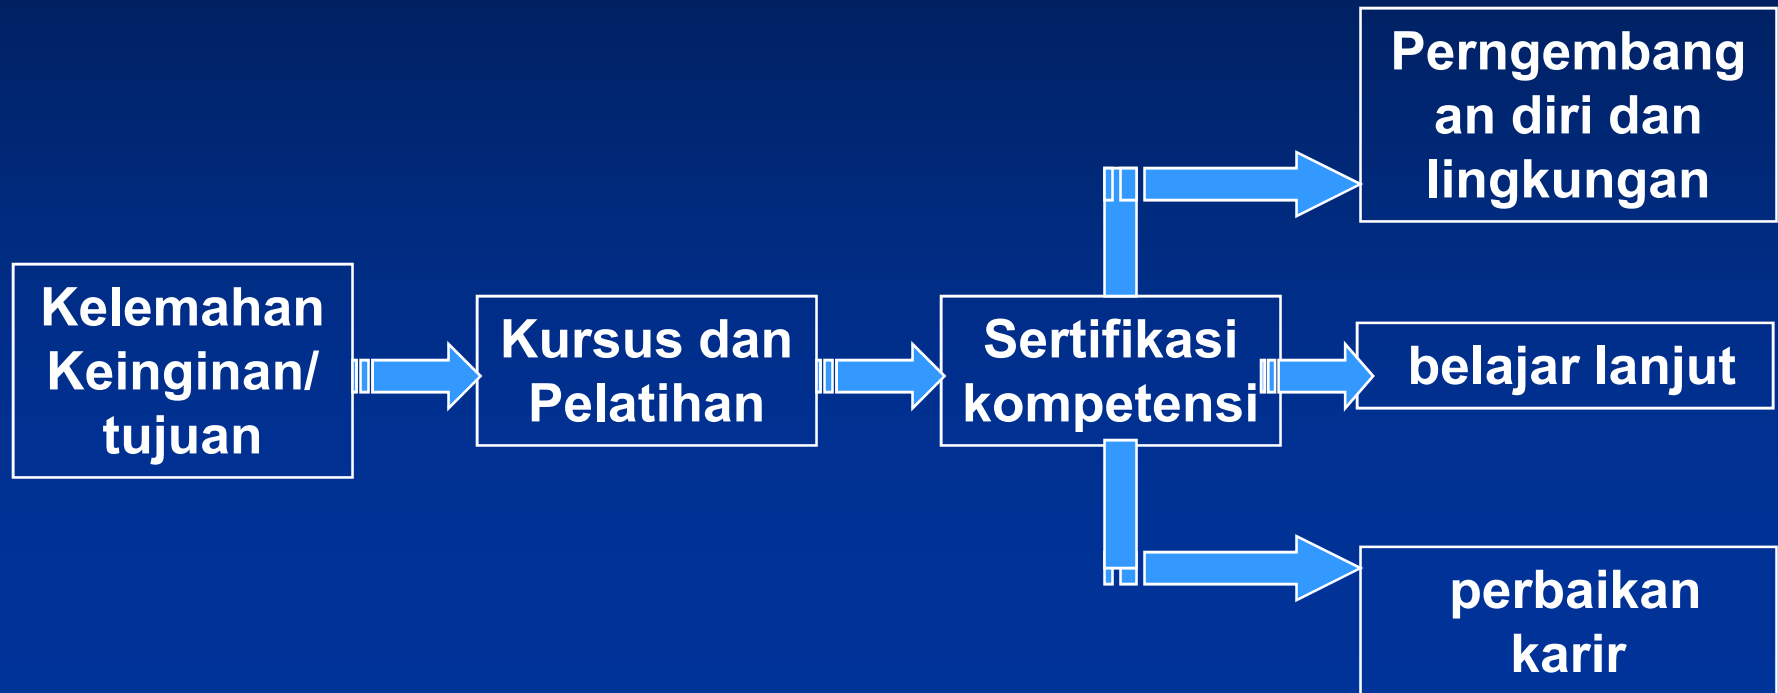 Kelemahan
Keinginan/
tujuan
Kursus dan
Pelatihan
Sertifikasi
kompetensi
Perngembang
an diri dan
lingkungan
belajar lanjut
perbaikan
karir